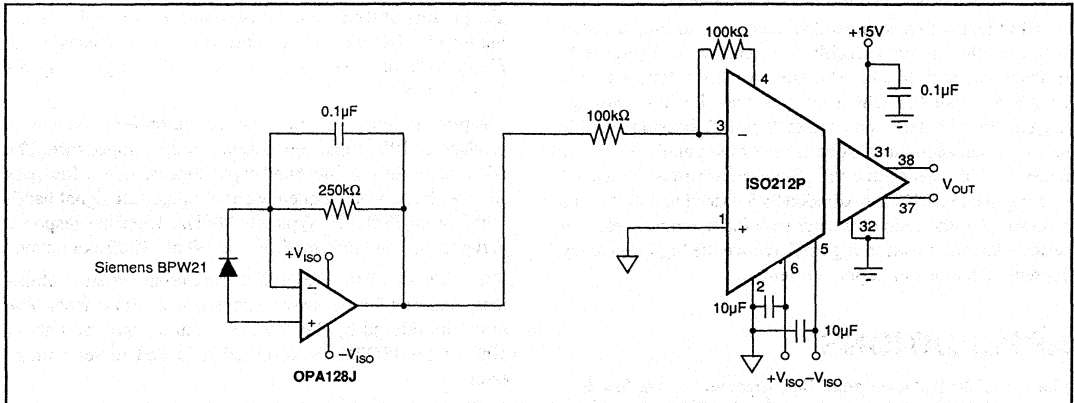 100kΩ
4
+15V
0.1µF
0.1µF
100kΩ
3
−
31
38
250kΩ
ISO212P
V_OUT
37
1
+
32
+V_ISO
Siemens BPW21
−
5
6
+
2
10µF
10µF
−V_ISO
OPA128J
+V_ISO
−V_ISO